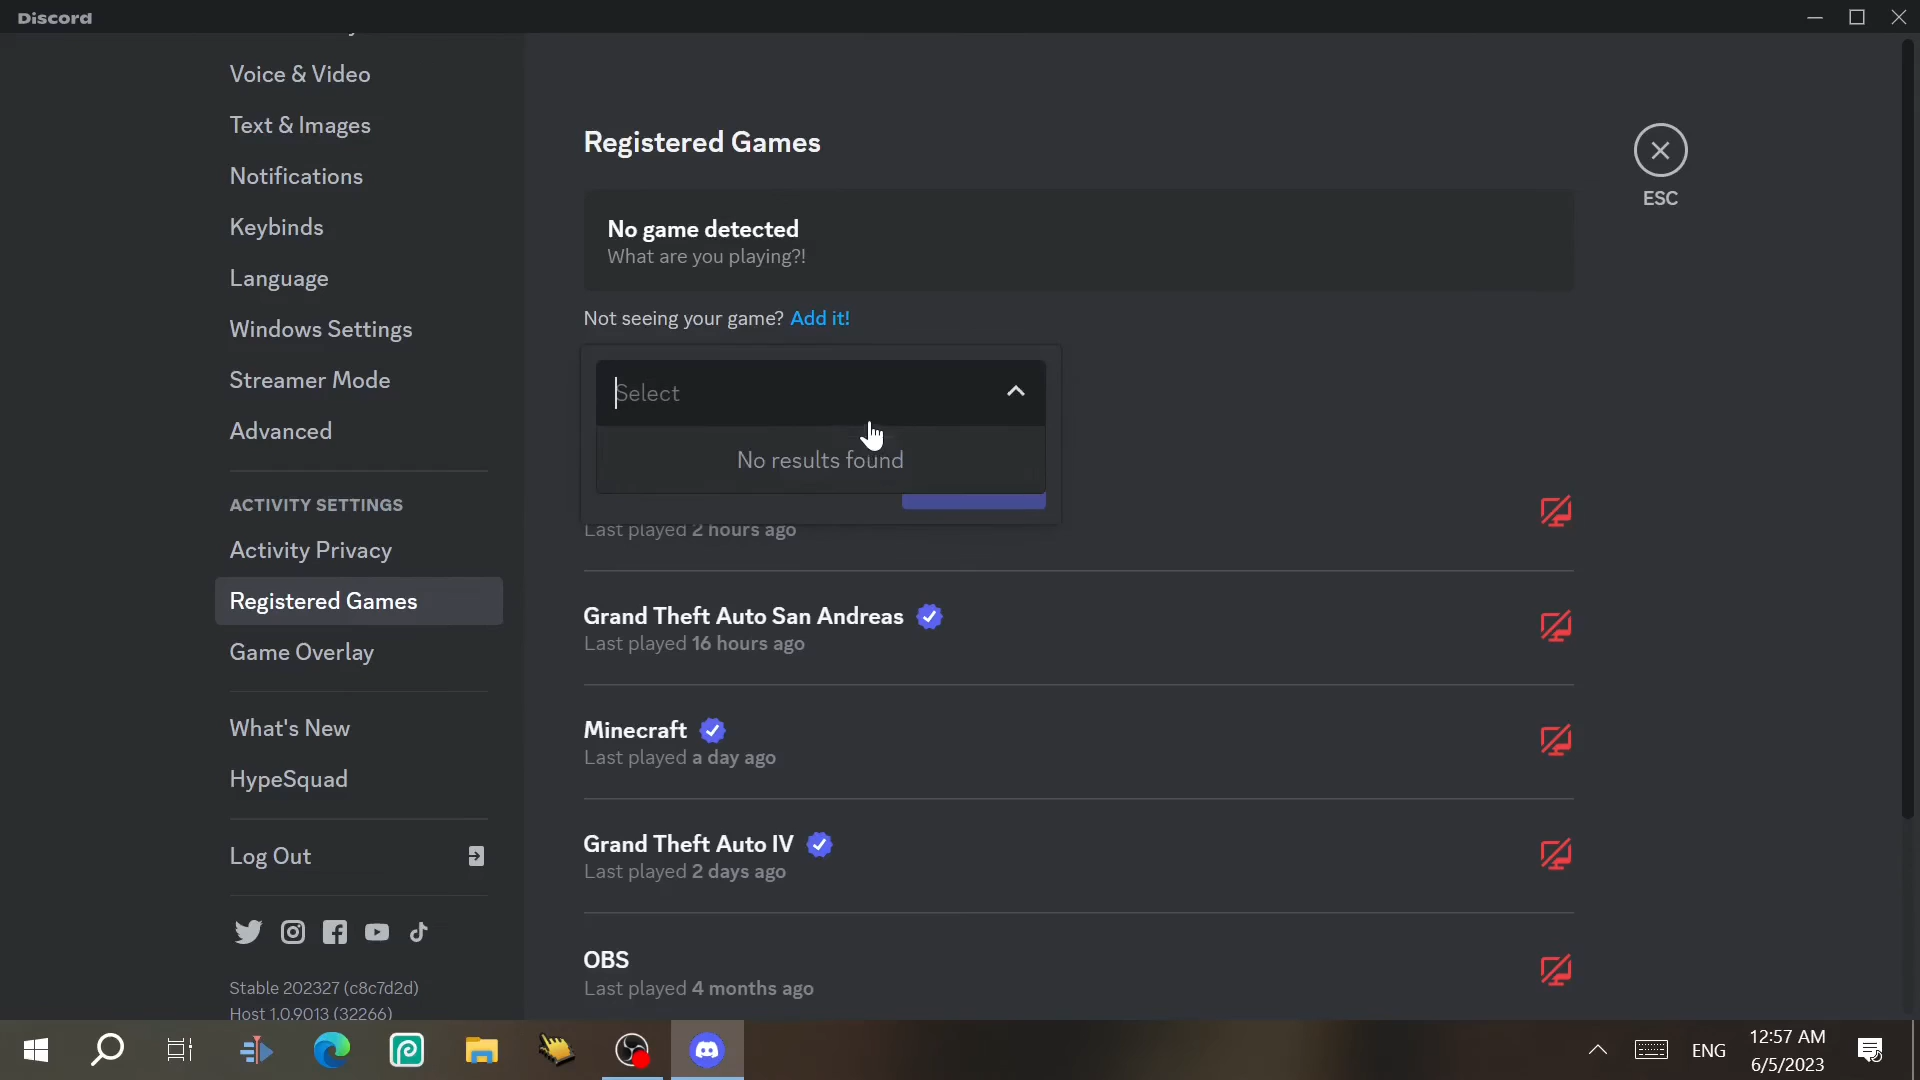 Discord
Voice & Video
Text & Images
Notifications
Keybinds
Language
Windows Settings
Streamer Mode
Advanced
ACTIVITY SETTINGS
Activity Privacy
Registered Games
Game Overlay
What's New
HypeSquad
Log Out
Stable 202327 (c8c7d2d)
Host 1.0.9013 (32266)
Registered Games
No game detected
What are you playing?!
Not seeing your game? Add it!
Select
No results found
Last played 2 hours ago
Grand Theft Auto San Andreas
Last played 16 hours ago
Minecraft
Last played a day ago
Grand Theft Auto IV
Last played 2 days ago
OBS
Last played 4 months ago
ESC
ENG
12:57 AM
6/5/2023